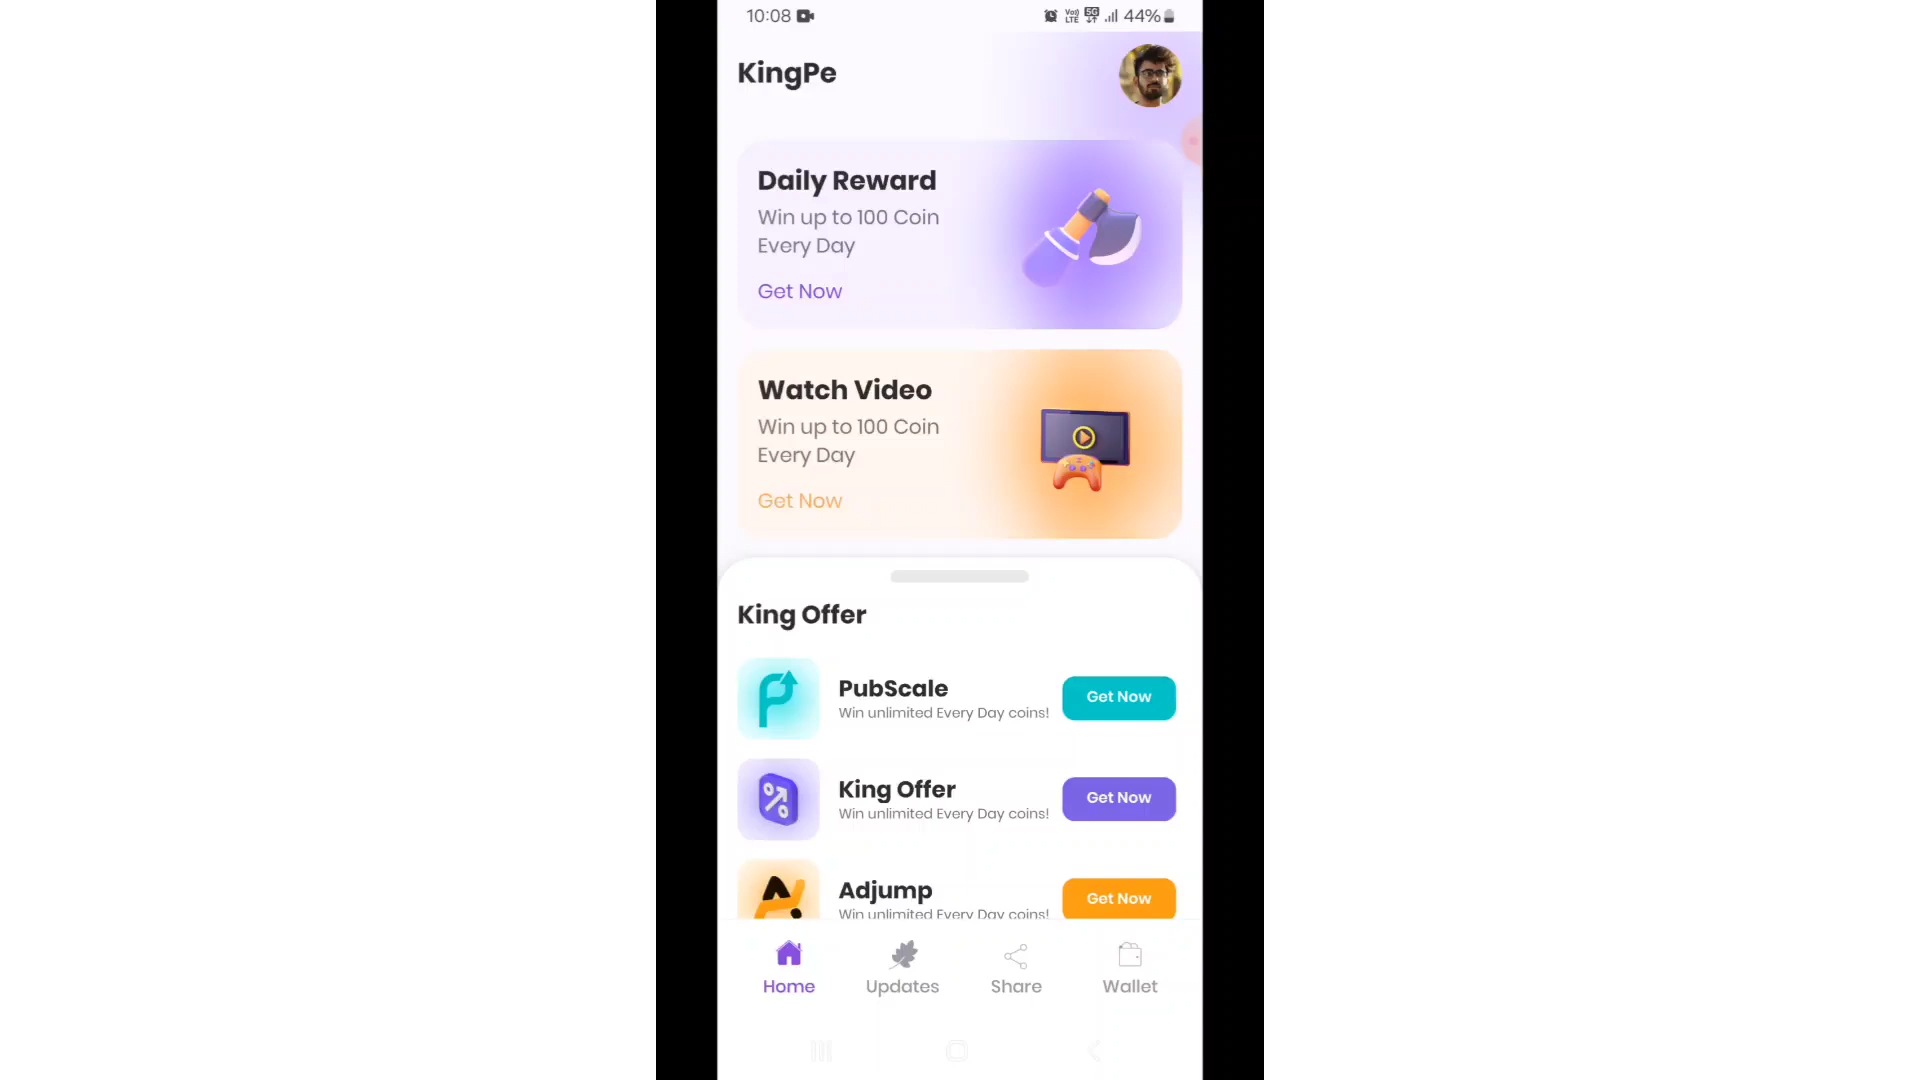 10:08
Vo))
LTE
5G
44%
KingPe
Daily Reward
Win up to 100 Coin
Every Day
Get Now
Watch Video
Win up to 100 Coin
Every Day
Get Now
King Offer
PubScale
Win unlimited Every Day coins!
Get Now
King Offer
Win unlimited Every Day coins!
Get Now
Adjump
Win unlimited Every Day coins!
Get Now
Home
Updates
Share
Wallet